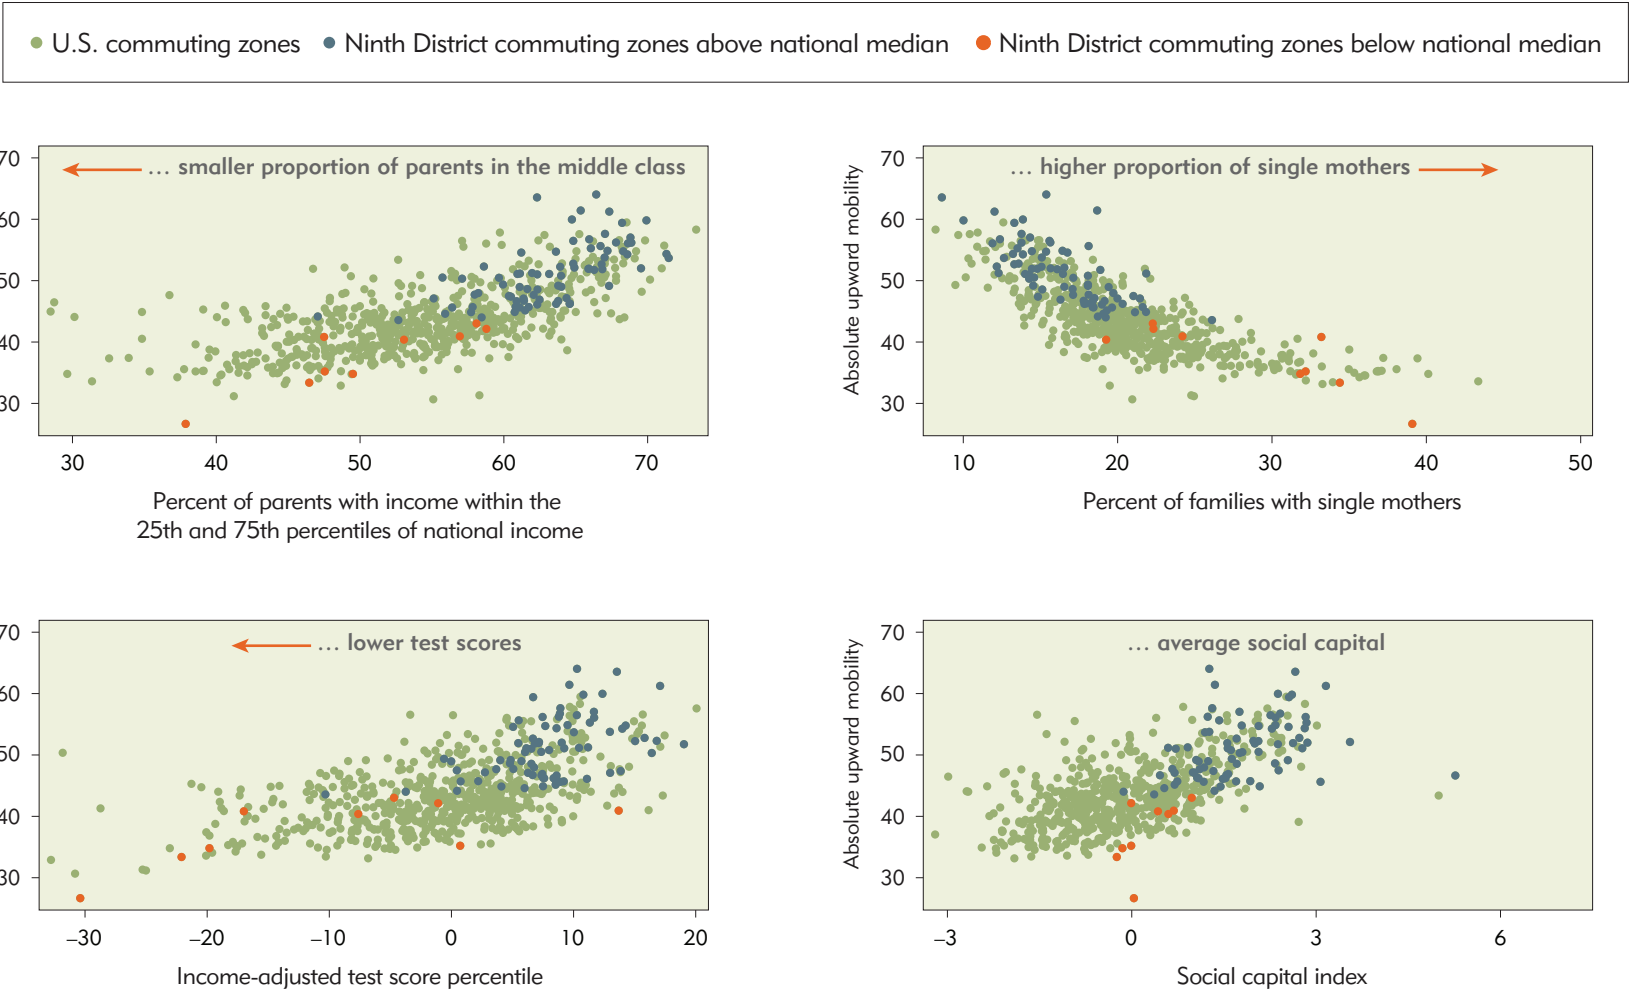 U.S. commuting zones Ninth District commuting zones above national median Ninth District commuting zones below national median
... smaller proportion of parents in the middle class
70
60
50
40
30
30 40 50 60 70
Percent of parents with income within the
25th and 75th percentiles of national income
... higher proportion of single mothers
Absolute upward mobility
70
60
50
40
30
10 20 30 40 50
Percent of families with single mothers
... lower test scores
70
60
50
40
30
–30 –20 –10 0 10 20
Income-adjusted test score percentile
... average social capital
Absolute upward mobility
70
60
50
40
30
–3 0 3 6
Social capital index